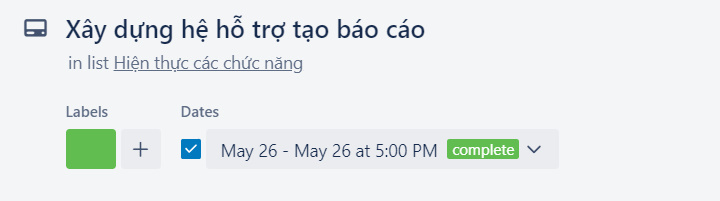 Xây dựng hệ hỗ trợ tạo báo cáo
in list Hiện thực các chức năng
Labels
Dates
May 26 - May 26 at 5:00 PM complete